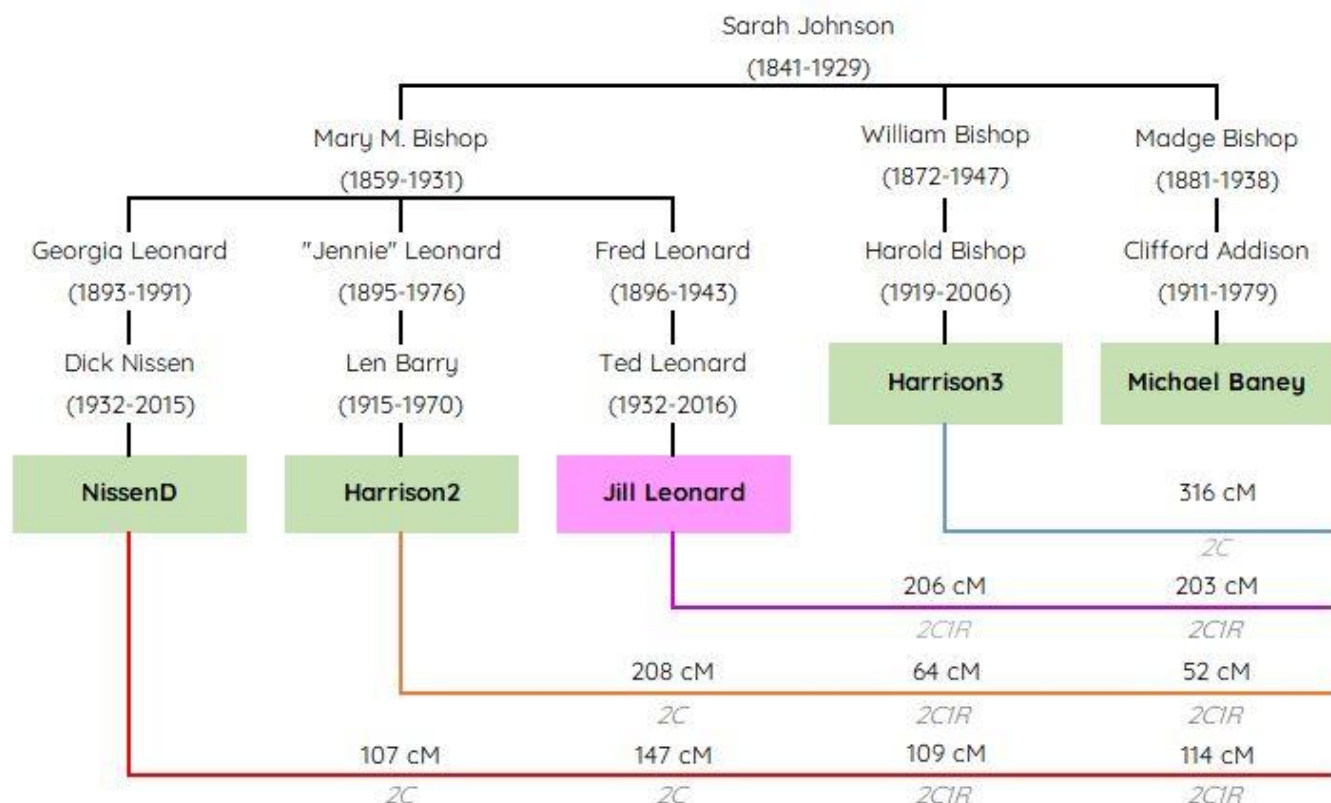 Sarah Johnson
(1841-1929)
Mary M. Bishop
(1859-1931)
William Bishop
(1872-1947)
Madge Bishop
(1881-1938)
Georgia Leonard
(1893-1991)
"Jennie" Leonard
(1895-1976)
Fred Leonard
(1896-1943)
Harold Bishop
(1919-2006)
Clifford Addison
(1911-1979)
Dick Nissen
(1932-2015)
Len Barry
(1915-1970)
Ted Leonard
(1932-2016)
Harrison3
Michael Baney
NissenD
Harrison2
Jill Leonard
316 cM
2C
206 cM 203 cM
2C1R 2C1R
208 cM 64 cM 52 cM
2C 2C1R 2C1R
107 cM 147 cM 109 cM 114 cM
2C 2C 2C1R 2C1R